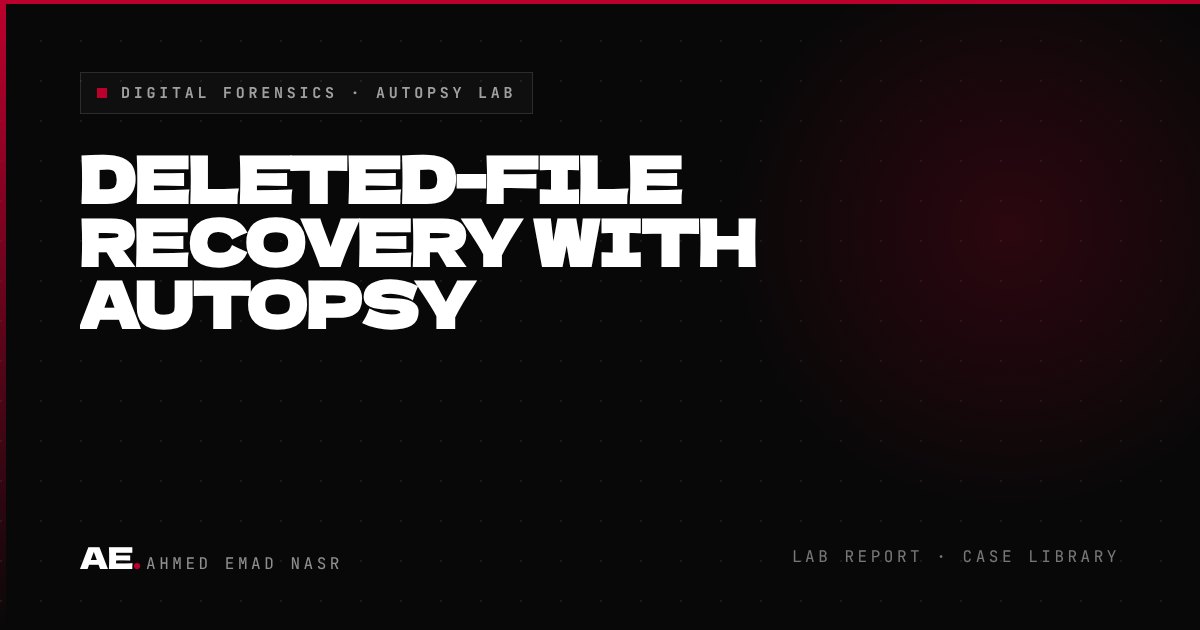 DIGITAL FORENSICS · AUTOPSY LAB
DELETED-FILE
RECOVERY WITH
AUTOPSY
AE. AHMED EMAD NASR
LAB REPORT · CASE LIBRARY